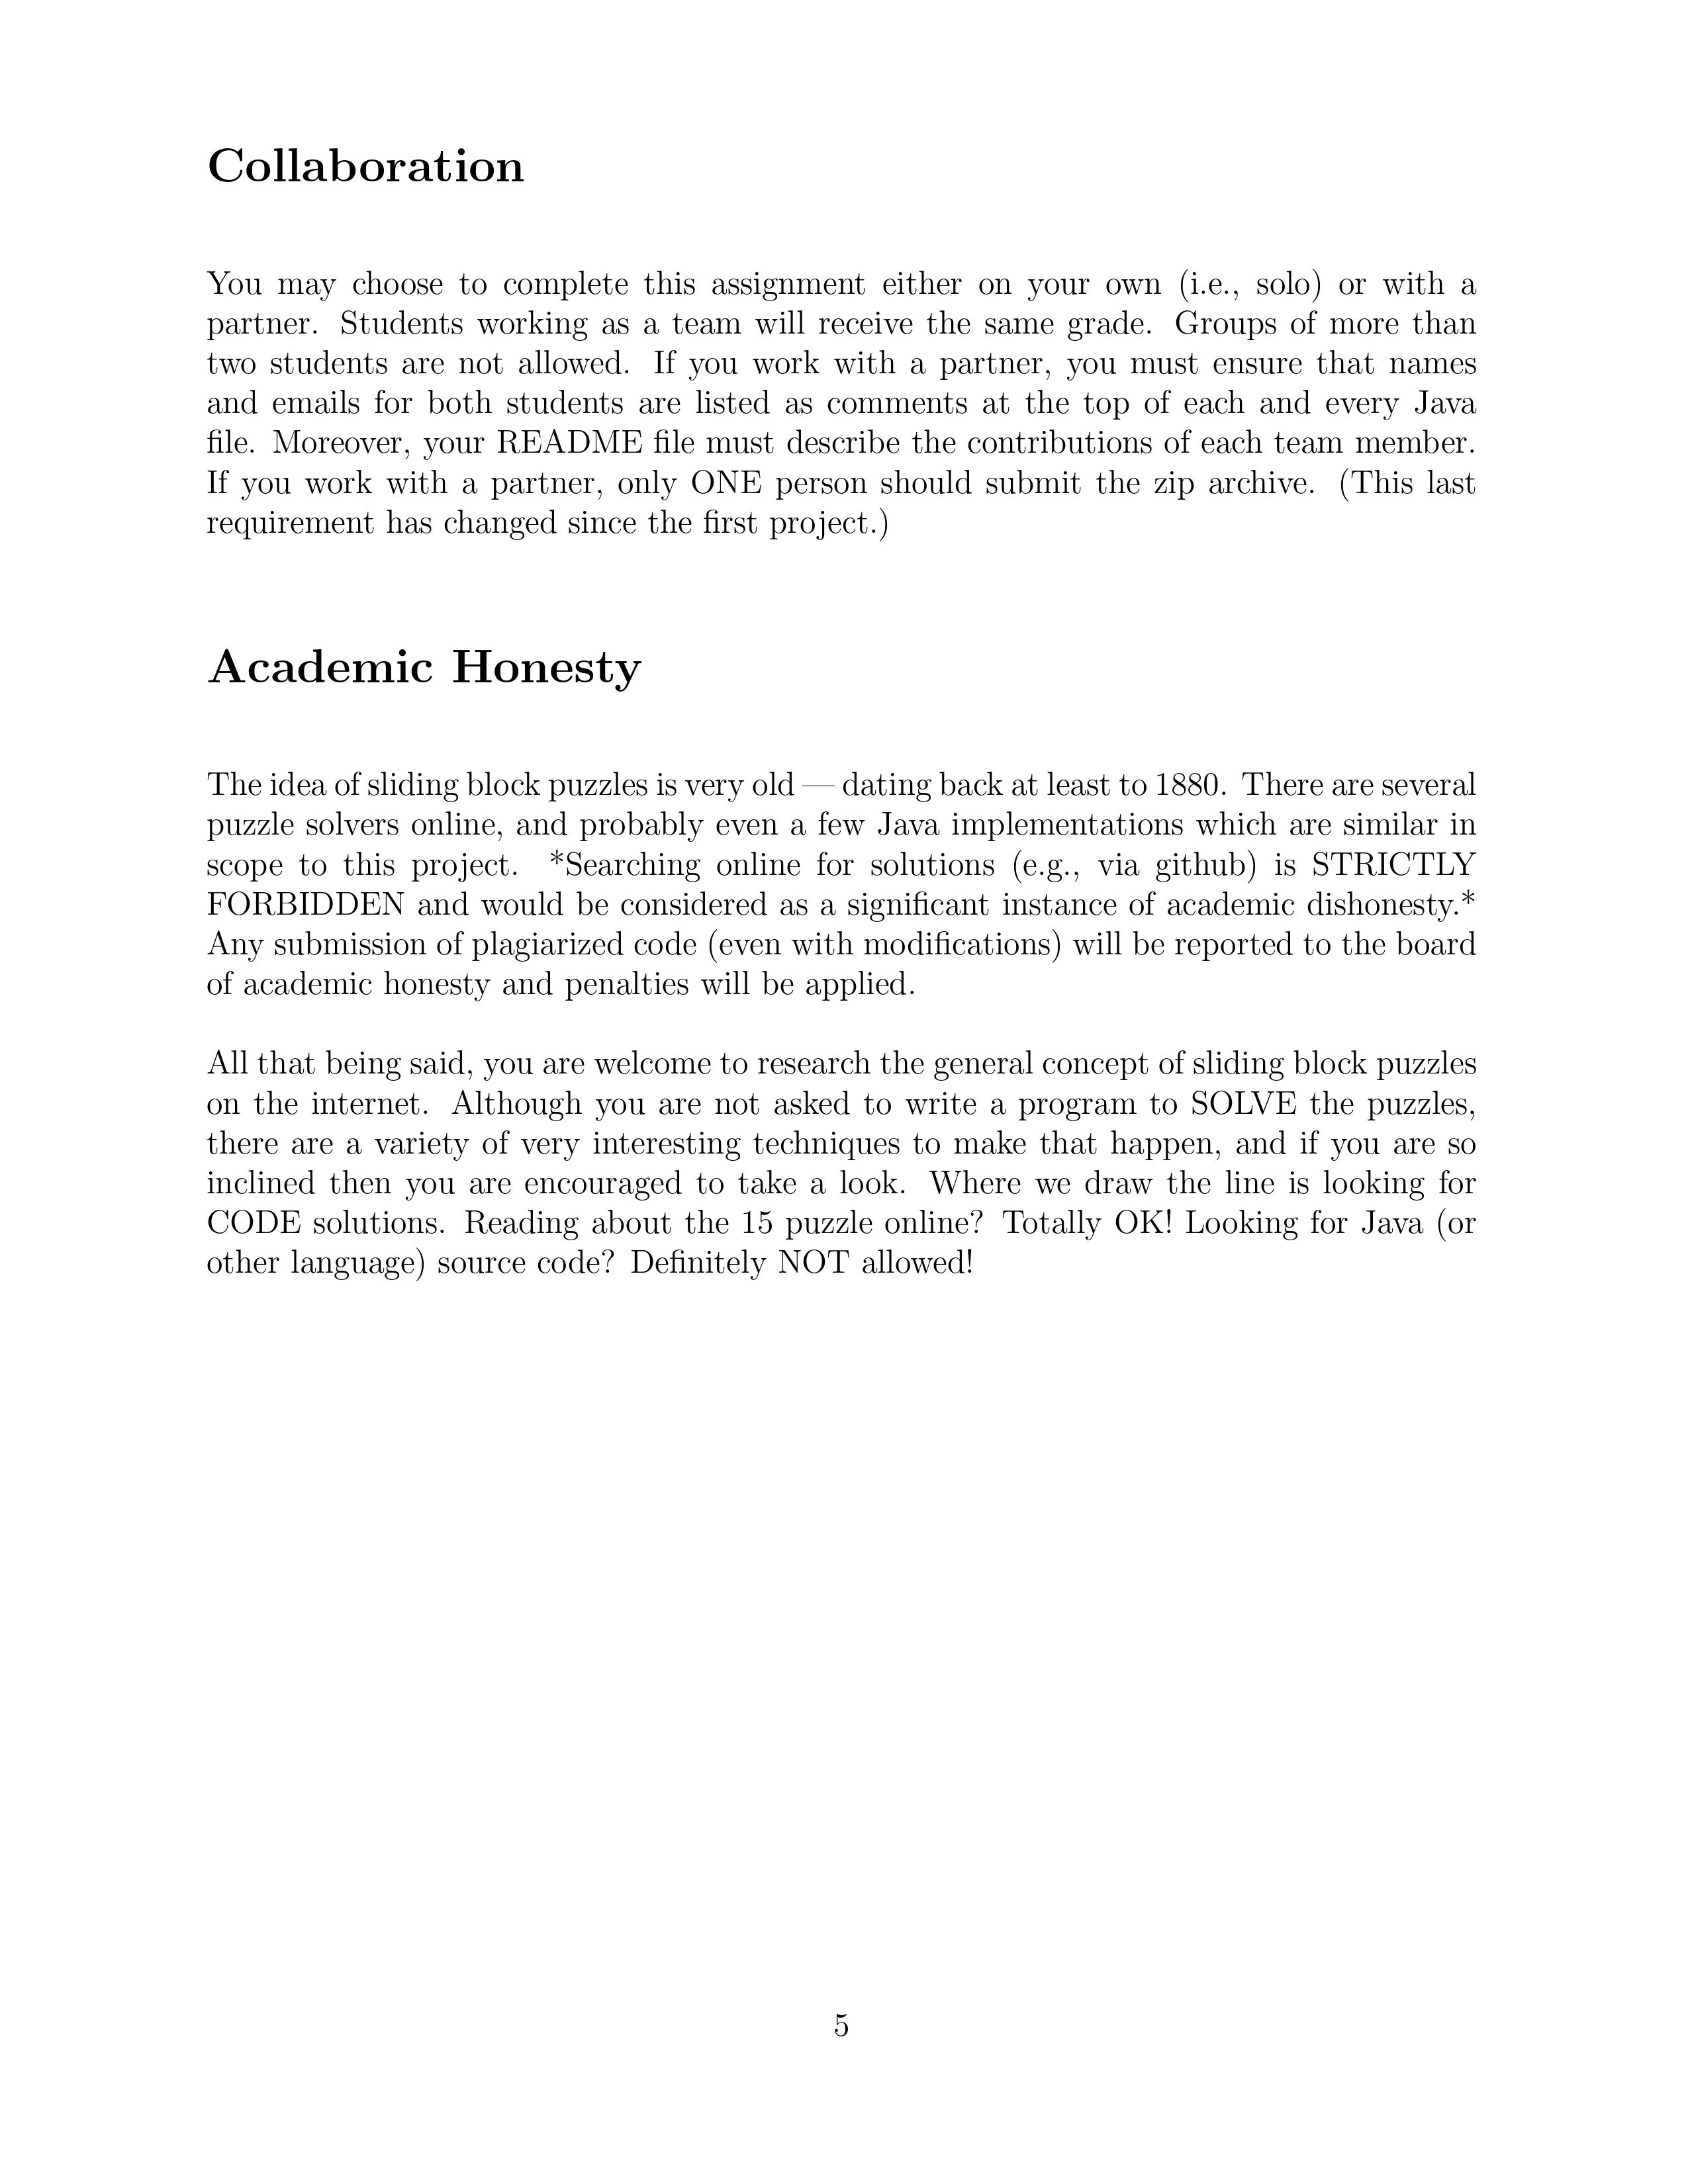 Collaboration
You may choose to complete this assignment either on your own (i.e., solo) or with a
partner. Students working as a team will receive the same grade. Groups of more than
two students are not allowed. If you work with a partner, you must ensure that names
and emails for both students are listed as comments at the top of each and every Java
file. Moreover, your README file must describe the contributions of each team member.
If you work with a partner, only ONE person should submit the zip archive. (This last
requirement has changed since the first project.)
Academic Honesty
The idea of sliding block puzzles is very old — dating back at least to 1880. There are several
puzzle solvers online, and probably even a few Java implementations which are similar in
scope to this project. *Searching online for solutions (e.g., via github) is STRICTLY
FORBIDDEN and would be considered as a significant instance of academic dishonesty.*
Any submission of plagiarized code (even with modifications) will be reported to the board
of academic honesty and penalties will be applied.
All that being said, you are welcome to research the general concept of sliding block puzzles
on the internet. Although you are not asked to write a program to SOLVE the puzzles,
there are a variety of very interesting techniques to make that happen, and if you are so
inclined then you are encouraged to take a look. Where we draw the line is looking for
CODE solutions. Reading about the 15 puzzle online? Totally OK! Looking for Java (or
other language) source code? Definitely NOT allowed!
5